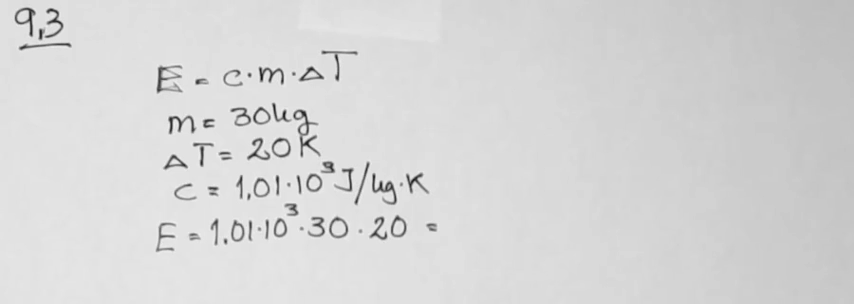 9,3
E = c·m·ΔT
m = 30kg
ΔT = 20K
c = 1,01·10³ J/kg·K
E = 1,01·10³·30·20 =